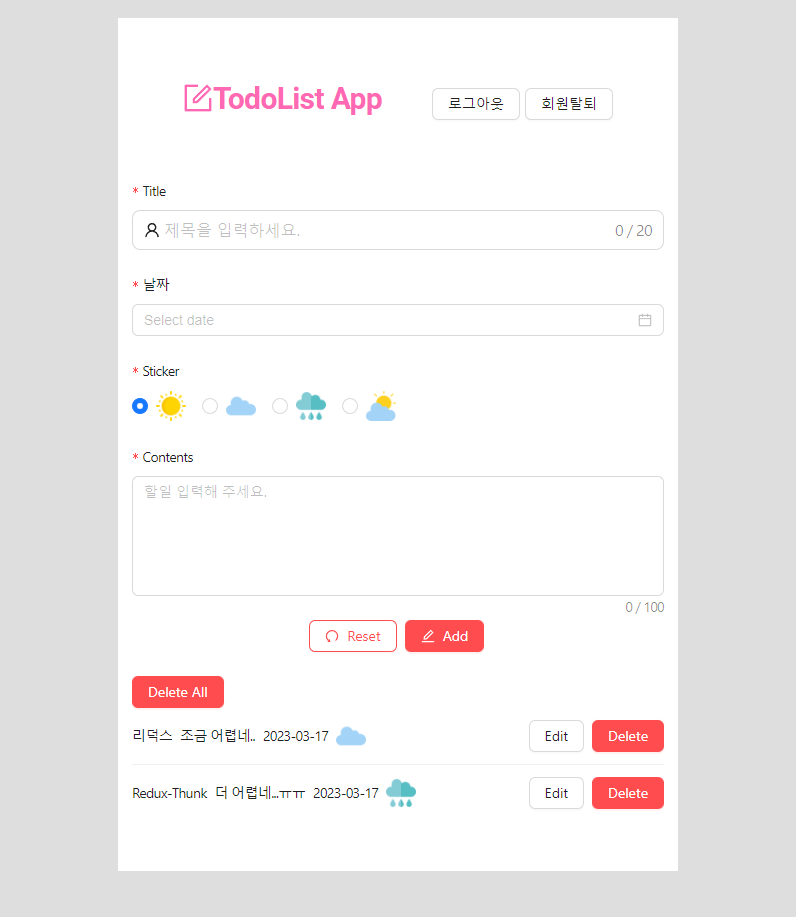 TodoList App 로그아웃 회원탈퇴
* Title
제목을 입력하세요. 0 / 20
* 날짜
Select date
* Sticker
* Contents
할일 입력해 주세요.
0 / 100
Reset Add
Delete All
리덕스 조금 어렵네.. 2023-03-17 Edit Delete
Redux-Thunk 더 어렵네...ㅠㅠ 2023-03-17 Edit Delete